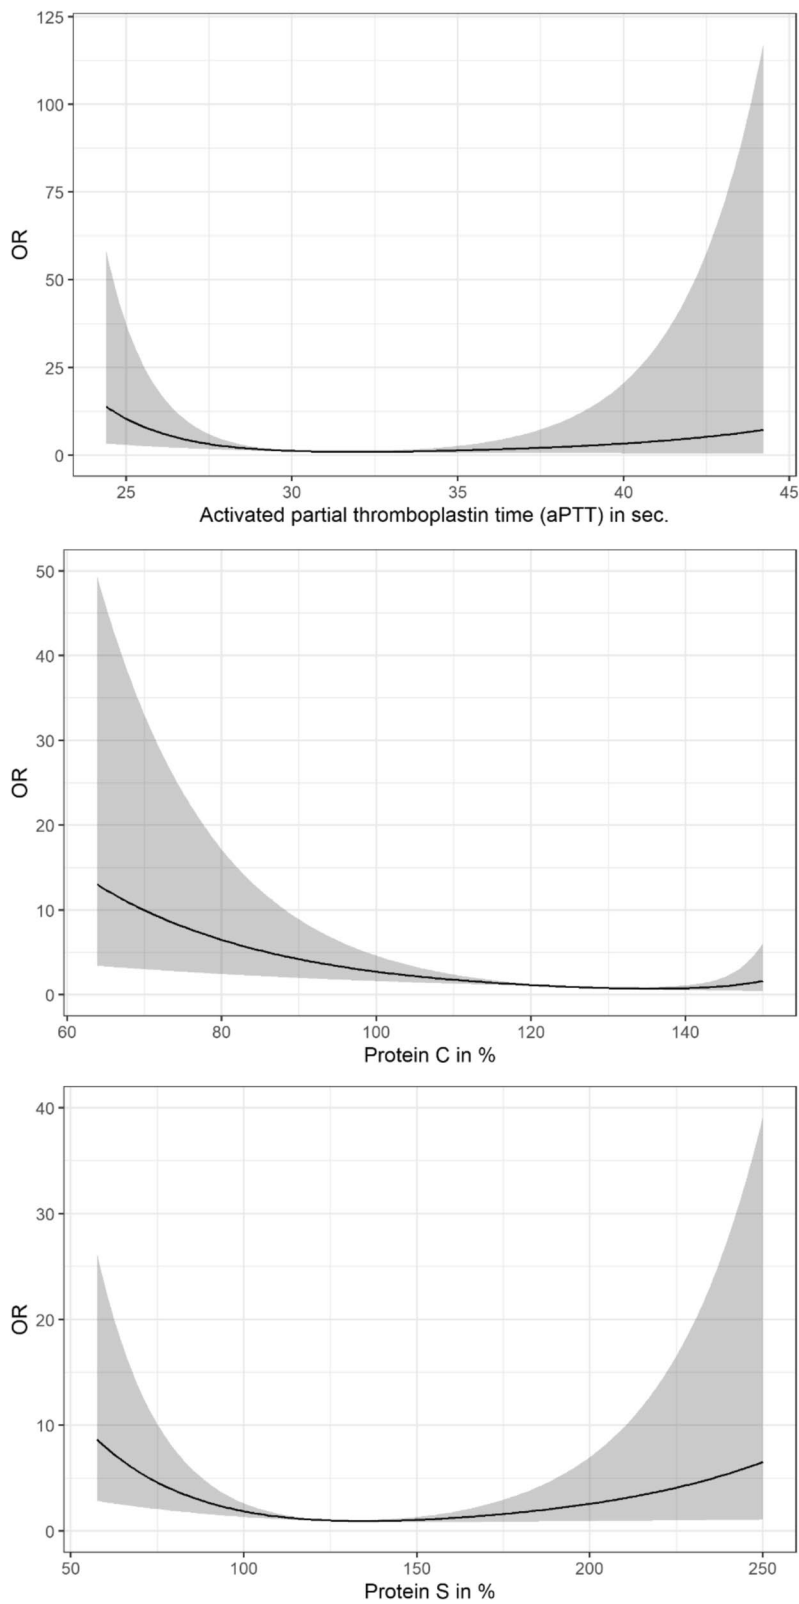 125
100
75
50
25
0
OR
25 30 35 40 45
Activated partial thromboplastin time (aPTT) in sec.
50
40
30
20
10
0
OR
60 80 100 120 140
Protein C in %
40
30
20
10
0
OR
50 100 150 200 250
Protein S in %